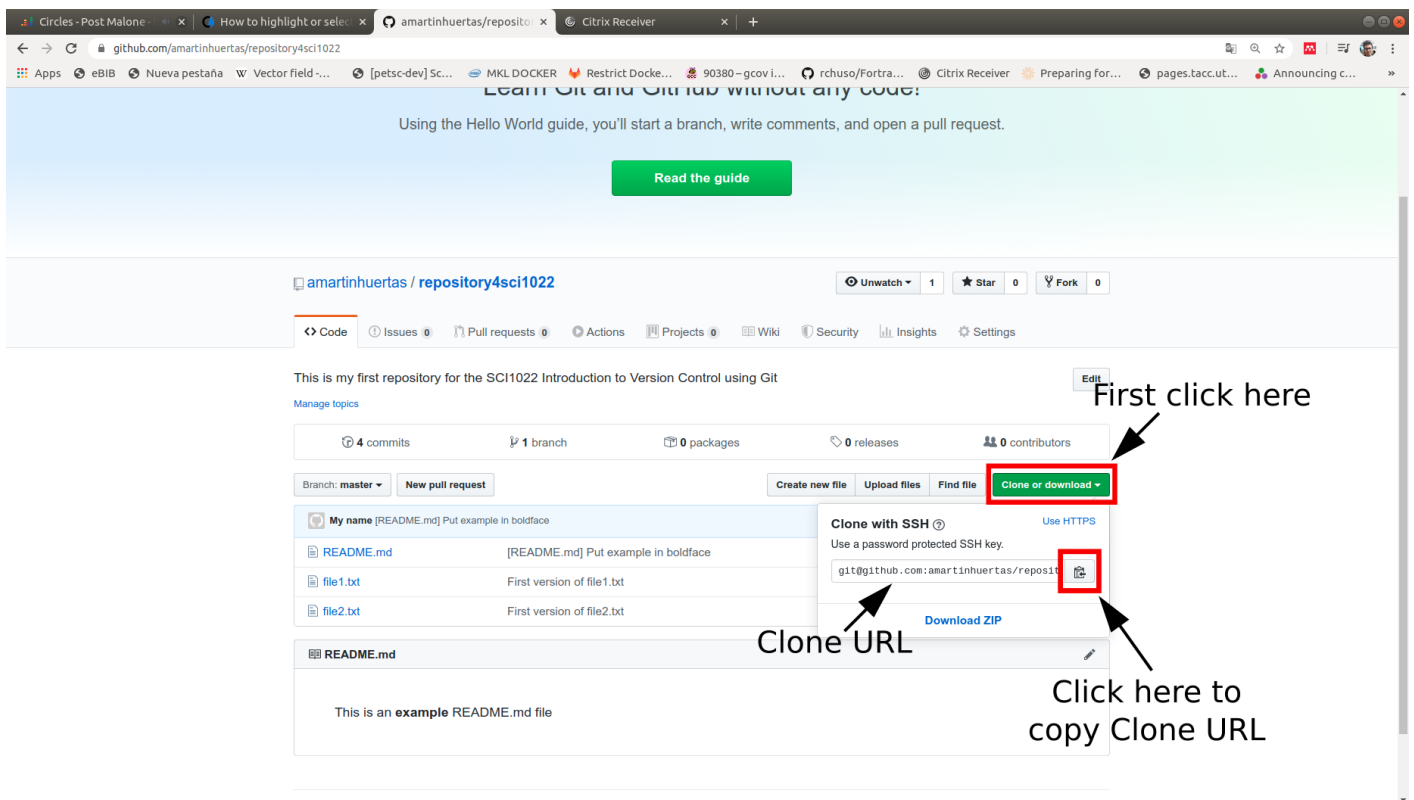 Circles - Post Malone -
How to highlight or selec
amartinhuertas/repositor
Citrix Receiver
github.com/amartinhuertas/repository4sci1022
Apps eBIB Nueva pestaña Vector field -... [petsc-dev] Sc... MKL DOCKER Restrict Docke... 90380 – gcov i... rchuso/Fortra... Citrix Receiver Preparing for... pages.tacc.ut... Announcing c... »
Learn Git and GitHub without any code!
Using the Hello World guide, you'll start a branch, write comments, and open a pull request.
Read the guide
amartinhuertas / repository4sci1022
Unwatch 1 Star 0 Fork 0
Code Issues 0 Pull requests 0 Actions Projects 0 Wiki Security Insights Settings
This is my first repository for the SCI1022 Introduction to Version Control using Git
Edit
Manage topics
First click here
4 commits 1 branch 0 packages 0 releases 0 contributors
Branch: master New pull request Create new file Upload files Find file Clone or download
My name [README.md] Put example in boldface
README.md [README.md] Put example in boldface
file1.txt First version of file1.txt
file2.txt First version of file2.txt
Clone with SSH Use HTTPS
Use a password protected SSH key.
git@github.com:amartinhuertas/reposit
Download ZIP
Clone URL
README.md
Click here to
copy Clone URL
This is an example README.md file